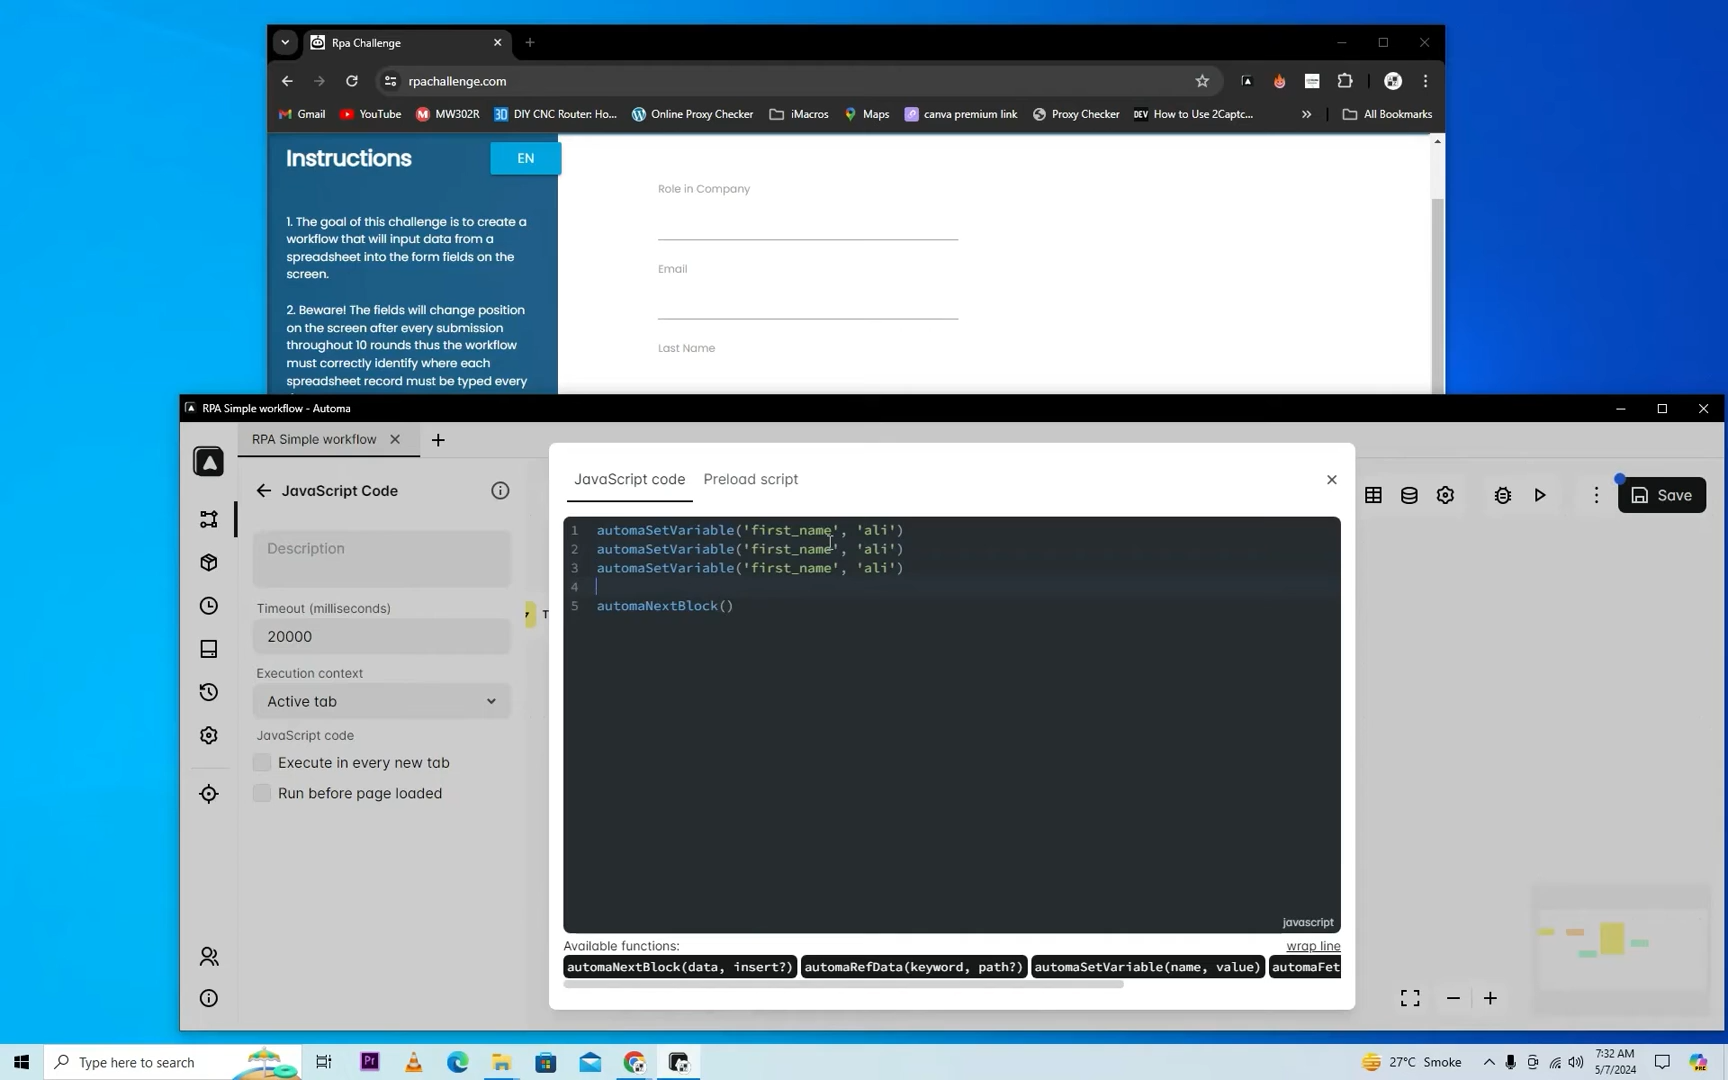 Rpa Challenge
rpachallenge.com
Gmail
YouTube
MW302R
DIY CNC Router: Ho...
Online Proxy Checker
iMacros
Maps
canva premium link
Proxy Checker
DEV How to Use 2Captc...
»
All Bookmarks
Instructions
EN
1. The goal of this challenge is to create a
workflow that will input data from a
spreadsheet into the form fields on the
screen.
2. Beware! The fields will change position
on the screen after every submission
throughout 10 rounds thus the workflow
must correctly identify where each
spreadsheet record must be typed every
Role in Company
Email
Last Name
RPA Simple workflow - Automa
RPA Simple workflow
JavaScript Code
Description
Timeout (milliseconds)
20000
Execution context
Active tab
JavaScript code
Execute in every new tab
Run before page loaded
JavaScript code
Preload script
Save
1 automaSetVariable('first_name', 'ali')
2 automaSetVariable('first_name', 'ali')
3 automaSetVariable('first_name', 'ali')
4
5 automaNextBlock()
javascript
Available functions:
wrap line
automaNextBlock(data, insert?)
automaRefData(keyword, path?)
automaSetVariable(name, value)
automaFet
Type here to search
Pr
27°C Smoke
7:32 AM
5/7/2024